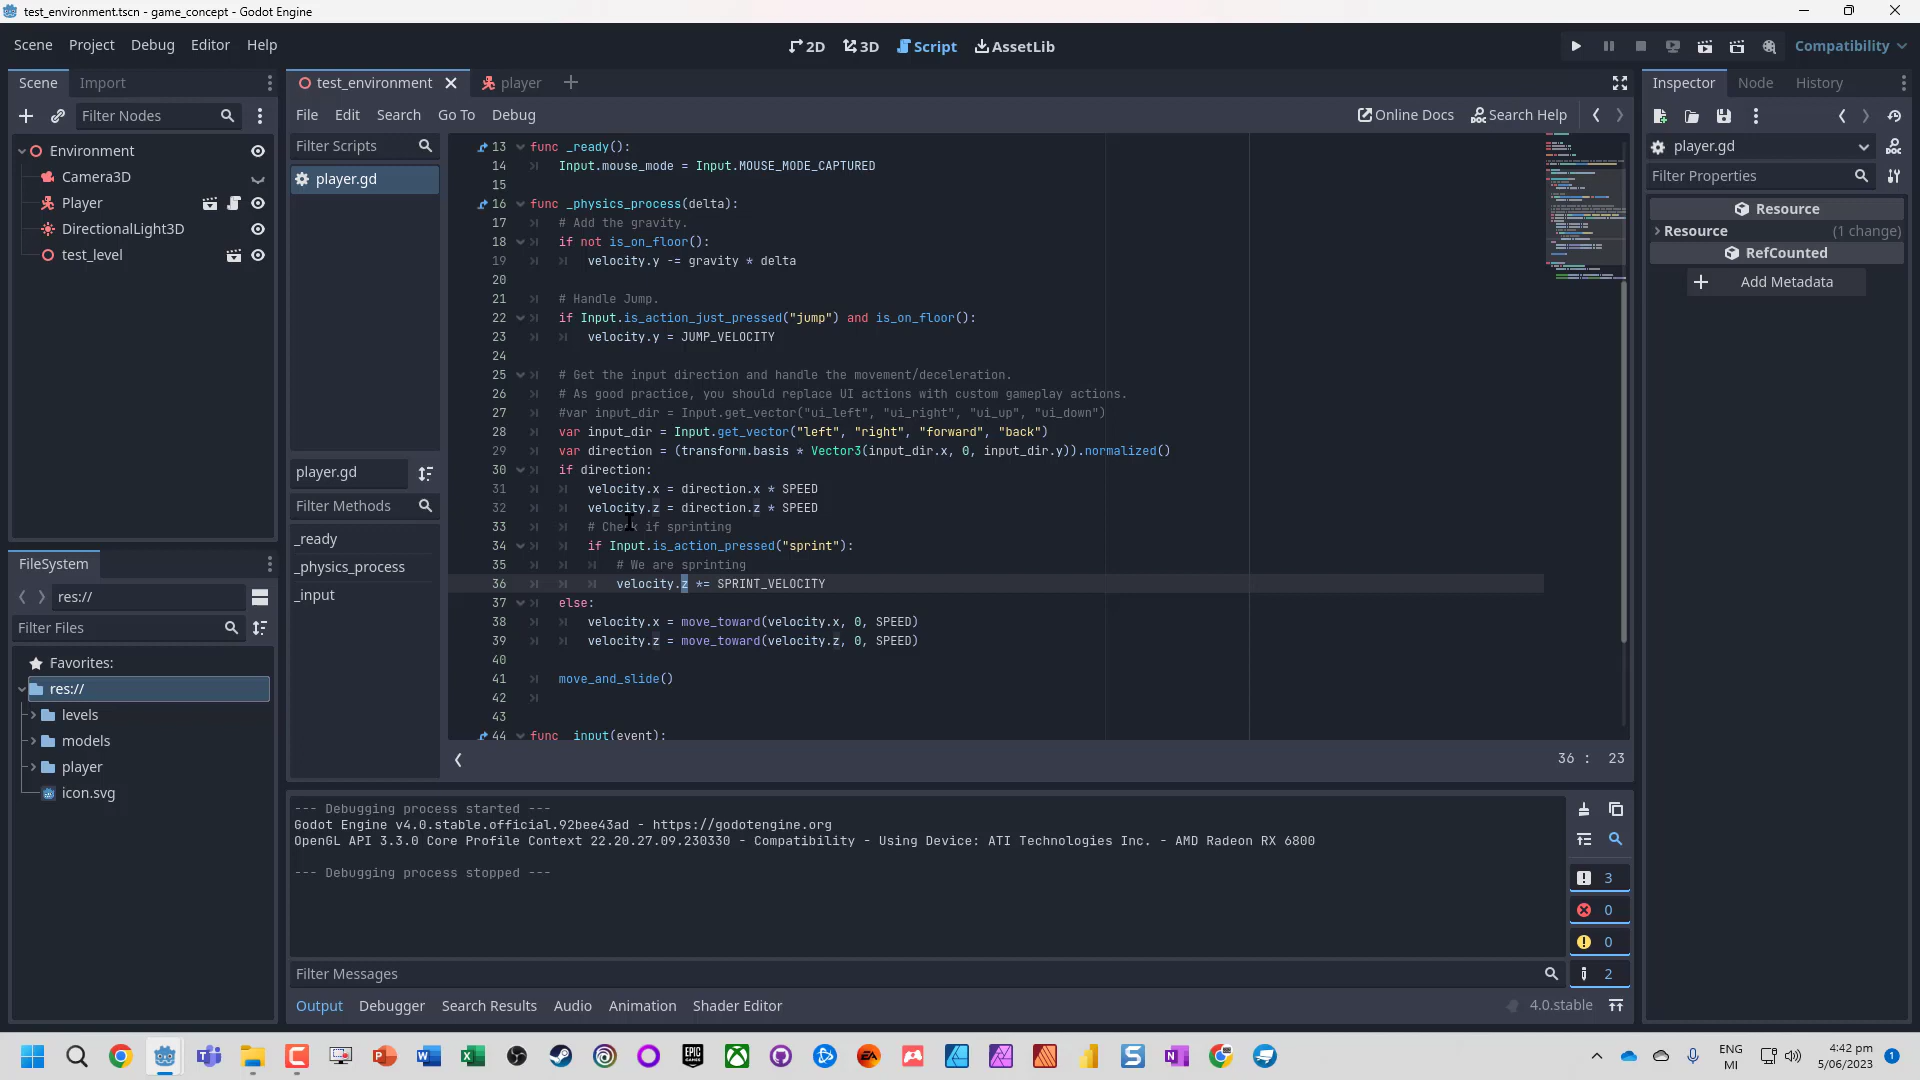 test_environment.tscn - game_concept - Godot Engine
Scene Project Debug Editor Help
2D 3D Script AssetLib
Compatibility
Scene Import
test_environment player
Inspector Node History
Filter Nodes
File Edit Search Go To Debug
Online Docs Search Help
Filter Scripts
player.gd
Environment
Camera3D
Player
DirectionalLight3D
test_level
player.gd
Filter Methods
_ready
_physics_process
_input
13 func _ready():
14 Input.mouse_mode = Input.MOUSE_MODE_CAPTURED
15
16 func _physics_process(delta):
17 # Add the gravity.
18 if not is_on_floor():
19 velocity.y -= gravity * delta
20
21 # Handle Jump.
22 if Input.is_action_just_pressed("jump") and is_on_floor():
23 velocity.y = JUMP_VELOCITY
24
25 # Get the input direction and handle the movement/deceleration.
26 # As good practice, you should replace UI actions with custom gameplay actions.
27 #var input_dir = Input.get_vector("ui_left", "ui_right", "ui_up", "ui_down")
28 var input_dir = Input.get_vector("left", "right", "forward", "back")
29 var direction = (transform.basis * Vector3(input_dir.x, 0, input_dir.y)).normalized()
30 if direction:
31 velocity.x = direction.x * SPEED
32 velocity.z = direction.z * SPEED
33 # Check if sprinting
34 if Input.is_action_pressed("sprint"):
35 # We are sprinting
36 velocity.z *= SPRINT_VELOCITY
37 else:
38 velocity.x = move_toward(velocity.x, 0, SPEED)
39 velocity.z = move_toward(velocity.z, 0, SPEED)
40
41 move_and_slide()
42
43
44 func _input(event):
36 : 23
player.gd
Filter Properties
Resource
Resource (1 change)
RefCounted
Add Metadata
FileSystem
res://
Filter Files
Favorites:
res://
levels
models
player
icon.svg
--- Debugging process started ---
Godot Engine v4.0.stable.official.92bee43ad - https://godotengine.org
OpenGL API 3.3.0 Core Profile Context 22.20.27.09.230330 - Compatibility - Using Device: ATI Technologies Inc. - AMD Radeon RX 6800
--- Debugging process stopped ---
3
0
0
2
Filter Messages
Output Debugger Search Results Audio Animation Shader Editor
4.0.stable
ENG
MI
4:42 pm
5/06/2023
1